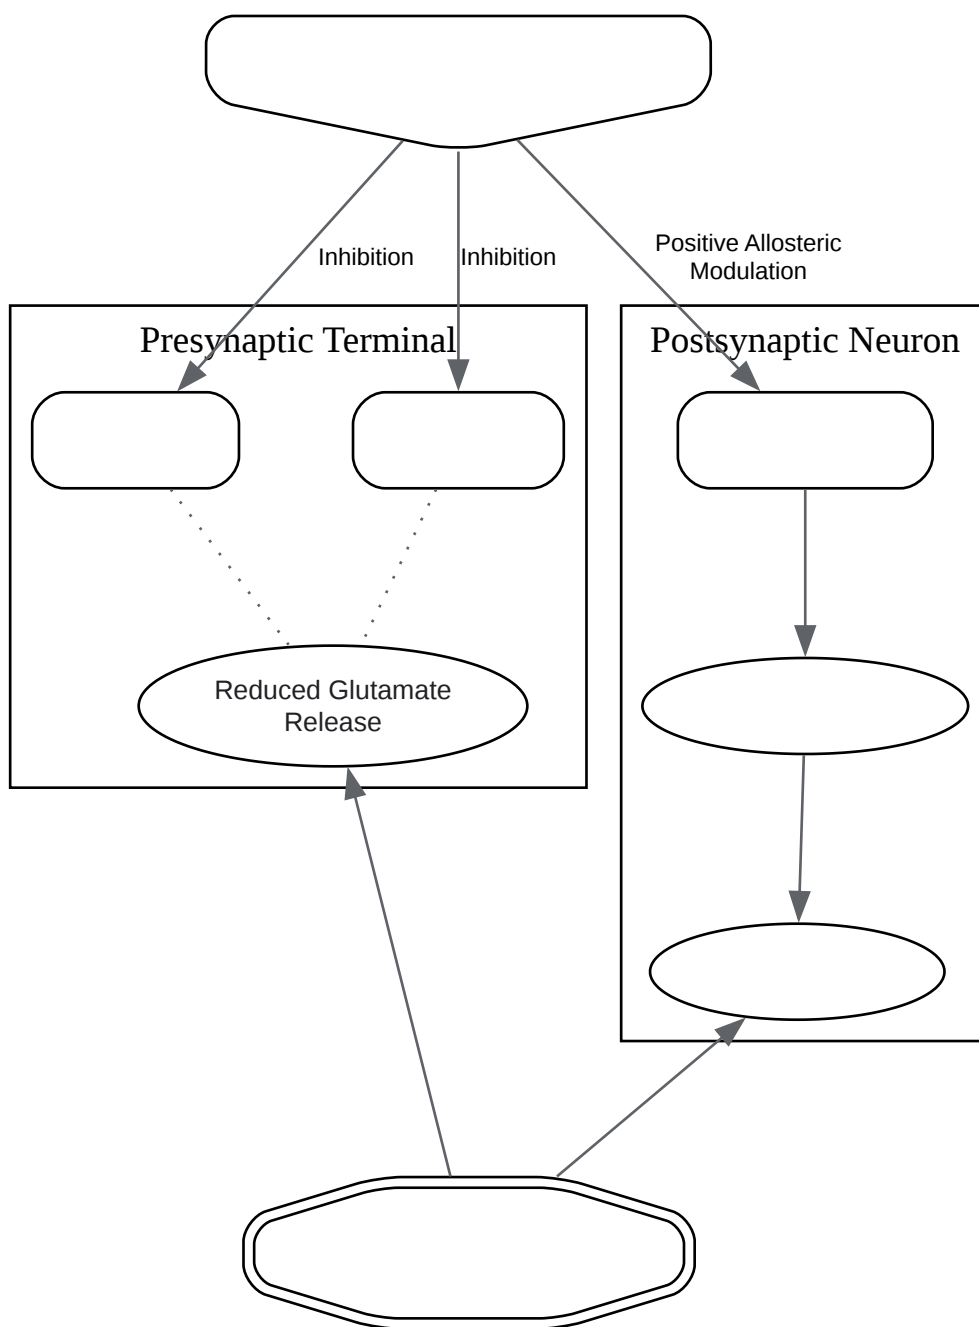 Inhibition
Inhibition
Positive Allosteric
Modulation
Presynaptic Terminal
Postsynaptic Neuron
Reduced Glutamate
Release